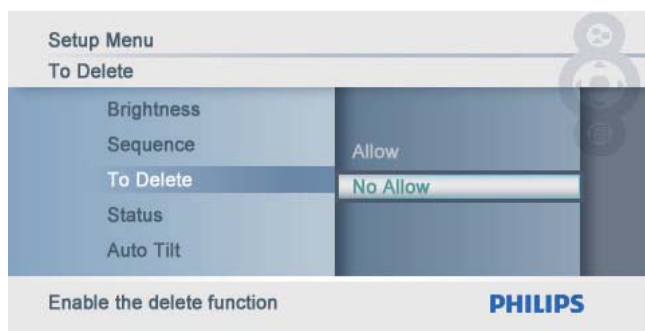 Setup Menu
To Delete
Brightness
Sequence
To Delete
Status
Auto Tilt
Allow
No Allow
Enable the delete function
PHILIPS